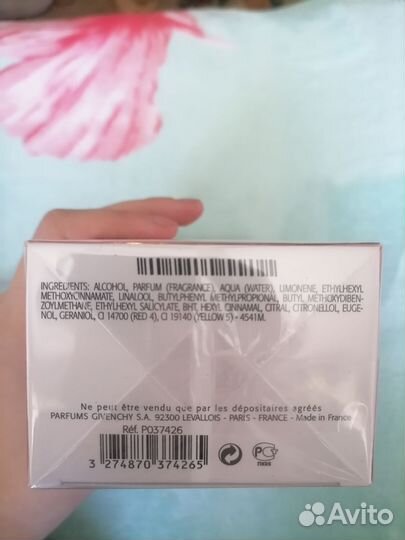 INGREDIENTS: ALCOHOL, PARFUM (FRAGRANCE), AQUA (WATER), LIMONENE, ETHYLHEXYL
METHOXYCINNAMATE, LINALOOL, BUTYLPHENYL METHYLPROPIONAL, BUTYL METHOXYDIBEN-
ZOYLMETHANE, ETHYLHEXYL SALICYLATE, BHT, HEXYL CINNAMAL, CITRAL, CITRONELLOL, EUGE-
NOL, GERANIOL, CI 14700 (RED 4), CI 19140 (YELLOW 5) - 4541M.
Ne peut être vendu que par les dépositaires agréés
PARFUMS GIVENCHY SA. 92300 LEVALLOIS - PARIS - FRANCE - Made in France
Réf. P037426
3 274870 374265
Avito